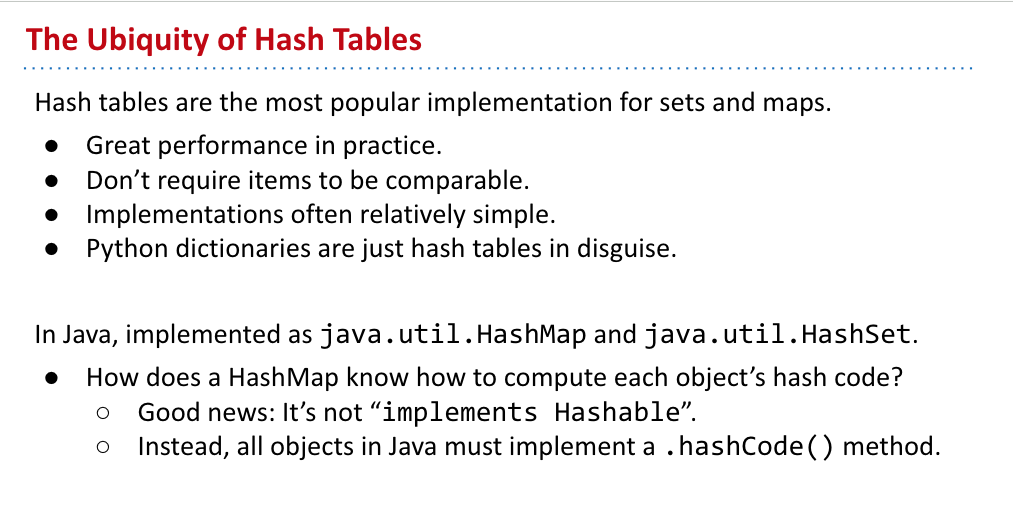 The Ubiquity of Hash Tables
Hash tables are the most popular implementation for sets and maps.
● Great performance in practice.
● Don’t require items to be comparable.
● Implementations often relatively simple.
● Python dictionaries are just hash tables in disguise.
In Java, implemented as java.util.HashMap and java.util.HashSet.
● How does a HashMap know how to compute each object’s hash code?
○ Good news: It’s not “implements Hashable”.
○ Instead, all objects in Java must implement a .hashCode() method.